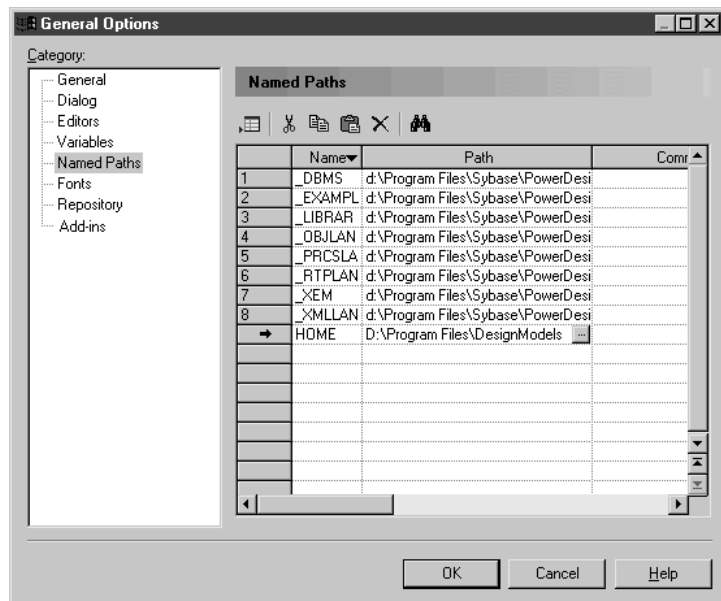 General Options
Category:
General
Dialog
Editors
Variables
Named Paths
Fonts
Repository
Add-ins
Named Paths
Name Path Comr
1 _DBMS d:\Program Files\Sybase\PowerDesi
2 _EXAMPL d:\Program Files\Sybase\PowerDesi
3 _LIBRAR d:\Program Files\Sybase\PowerDesi
4 _OBJLAN d:\Program Files\Sybase\PowerDesi
5 _PRCSLA d:\Program Files\Sybase\PowerDesi
6 _RTPLAN d:\Program Files\Sybase\PowerDesi
7 _XEM d:\Program Files\Sybase\PowerDesi
8 _XMLLAN d:\Program Files\Sybase\PowerDesi
HOME D:\Program Files\DesignModels ...
OK Cancel Help